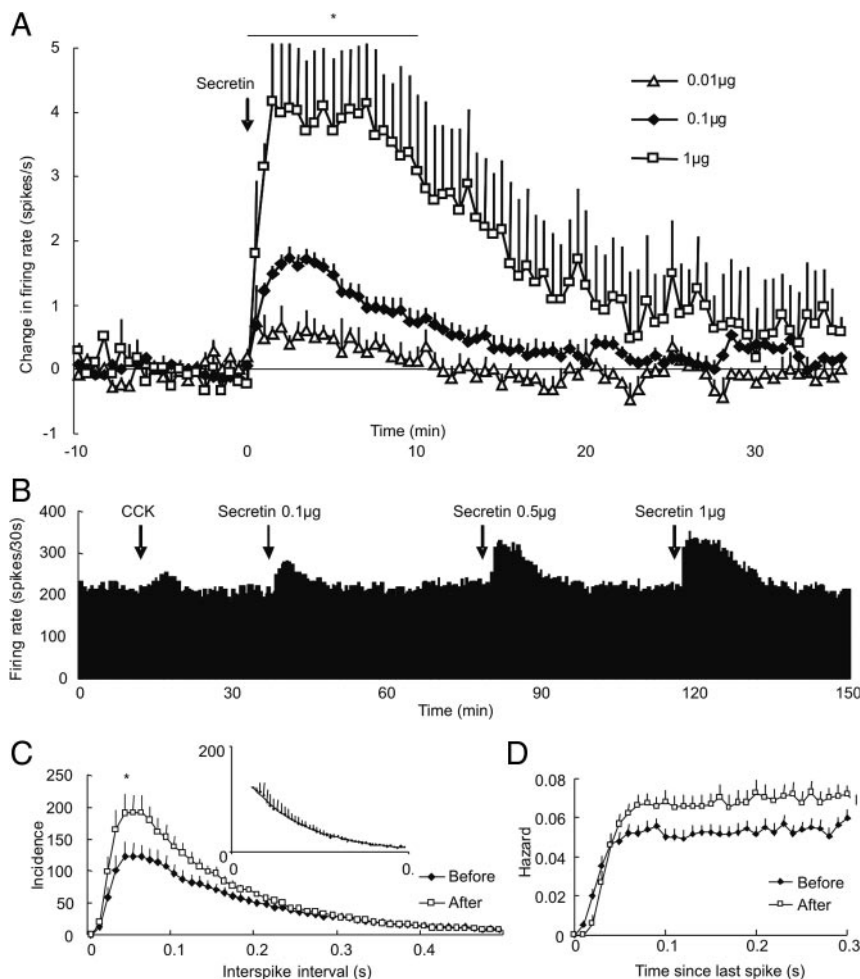 A
*
Secretin
0.01µg
0.1µg
1µg
Change in firing rate (spikes/s)
5
4
3
2
1
0
-1
Time (min)
-10 0 10 20 30
B
CCK Secretin 0.1µg Secretin 0.5µg Secretin 1µg
Firing rate (spikes/30s)
400
300
200
100
0
0 30 60 90 120 150
Time (min)
C
*
Incidence
250
200
150
100
50
0
200
0
0 0.
Before
After
0 0.1 0.2 0.3 0.4
Interspike interval (s)
D
Hazard
0.08
0.06
0.04
0.02
0
Before
After
0 0.1 0.2 0.3
Time since last spike (s)